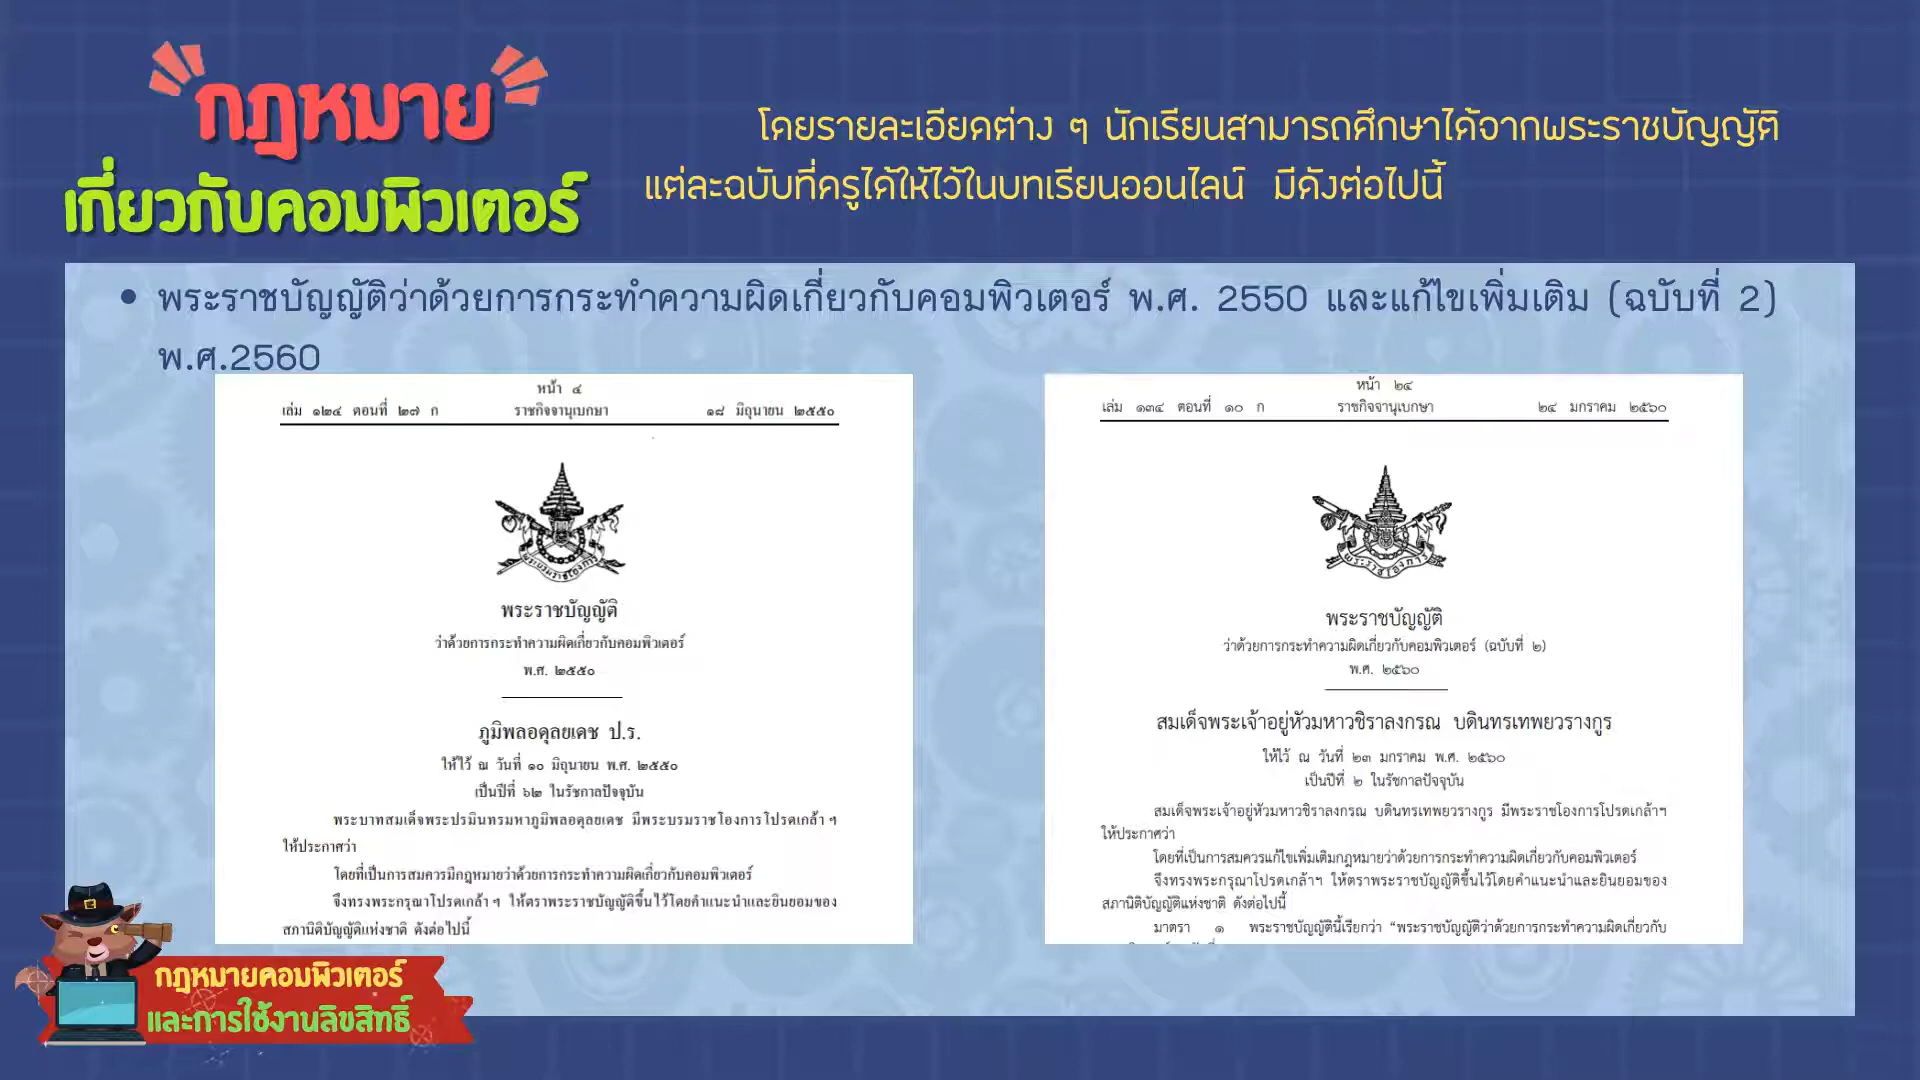 กฎหมาย
เกี่ยวกับคอมพิวเตอร์
โดยรายละเอียดต่าง ๆ นักเรียนสามารถศึกษาได้จากพระราชบัญญัติ
แต่ละฉบับที่ครูได้ให้ไว้ในบทเรียนออนไลน์ มีดังต่อไปนี้
• พระราชบัญญัติว่าด้วยการกระทำความผิดเกี่ยวกับคอมพิวเตอร์ พ.ศ. 2550 และแก้ไขเพิ่มเติม (ฉบับที่ 2)
พ.ศ.2560
หน้า ๔
เล่ม ๑๒๔ ตอนที่ ๒๗ ก ราชกิจจานุเบกษา ๑๘ มิถุนายน ๒๕๕๐
พระบรมราชโองการ
พระราชบัญญัติ
ว่าด้วยการกระทำความผิดเกี่ยวกับคอมพิวเตอร์
พ.ศ. ๒๕๕๐
ภูมิพลอดุลยเดช ป.ร.
ให้ไว้ ณ วันที่ ๑๐ มิถุนายน พ.ศ. ๒๕๕๐
เป็นปีที่ ๖๒ ในรัชกาลปัจจุบัน
พระบาทสมเด็จพระปรมินทรมหาภูมิพลอดุลยเดช มีพระบรมราชโองการโปรดเกล้า ฯ
ให้ประกาศว่า
โดยที่เป็นการสมควรมีกฎหมายว่าด้วยการกระทำความผิดเกี่ยวกับคอมพิวเตอร์
จึงทรงพระกรุณาโปรดเกล้า ฯ ให้ตราพระราชบัญญัติขึ้นไว้โดยคำแนะนำและยินยอมของ
สภานิติบัญญัติแห่งชาติ ดังต่อไปนี้
หน้า ๒๔
เล่ม ๑๓๔ ตอนที่ ๑๐ ก ราชกิจจานุเบกษา ๒๔ มกราคม ๒๕๖๐
พระราชโองการ
พระราชบัญญัติ
ว่าด้วยการกระทำความผิดเกี่ยวกับคอมพิวเตอร์ (ฉบับที่ ๒)
พ.ศ. ๒๕๖๐
สมเด็จพระเจ้าอยู่หัวมหาวชิราลงกรณ บดินทรเทพยวรางกูร
ให้ไว้ ณ วันที่ ๒๓ มกราคม พ.ศ. ๒๕๖๐
เป็นปีที่ ๒ ในรัชกาลปัจจุบัน
สมเด็จพระเจ้าอยู่หัวมหาวชิราลงกรณ บดินทรเทพยวรางกูร มีพระราชโองการโปรดเกล้าฯ
ให้ประกาศว่า
โดยที่เป็นการสมควรแก้ไขเพิ่มเติมกฎหมายว่าด้วยการกระทำความผิดเกี่ยวกับคอมพิวเตอร์
จึงทรงพระกรุณาโปรดเกล้าฯ ให้ตราพระราชบัญญัติขึ้นไว้โดยคำแนะนำและยินยอมของ
สภานิติบัญญัติแห่งชาติ ดังต่อไปนี้
มาตรา ๑ พระราชบัญญัตินี้เรียกว่า “พระราชบัญญัติว่าด้วยการกระทำความผิดเกี่ยวกับ
กฎหมายคอมพิวเตอร์
และการใช้งานลิขสิทธิ์